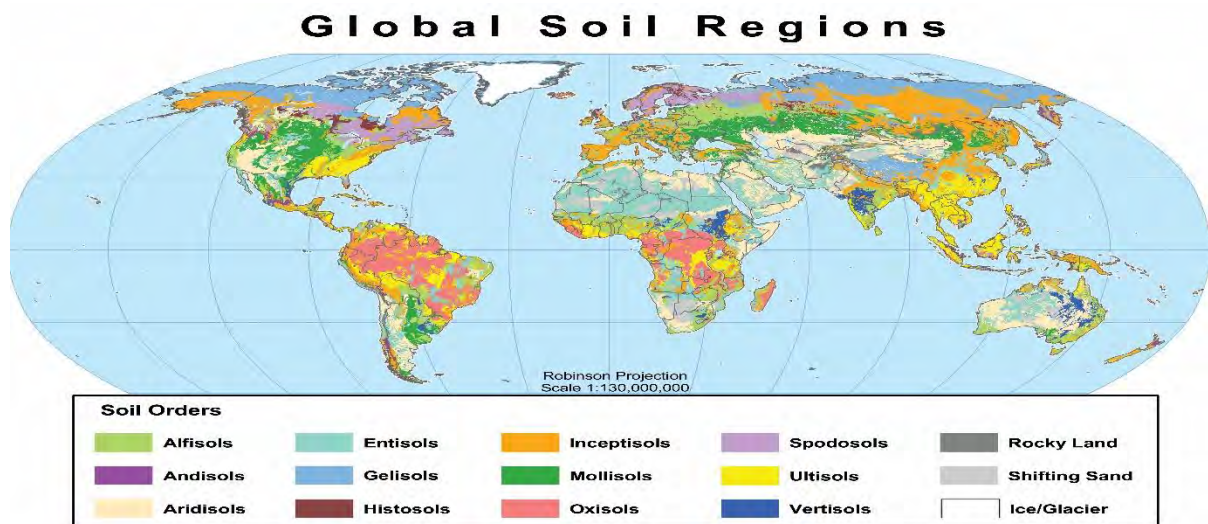 Global Soil Regions
Robinson Projection
Scale 1:130,000,000
Soil Orders
Alfisols Entisols Inceptisols Spodosols Rocky Land
Andisols Gelisols Mollisols Ultisols Shifting Sand
Aridisols Histosols Oxisols Vertisols Ice/Glacier